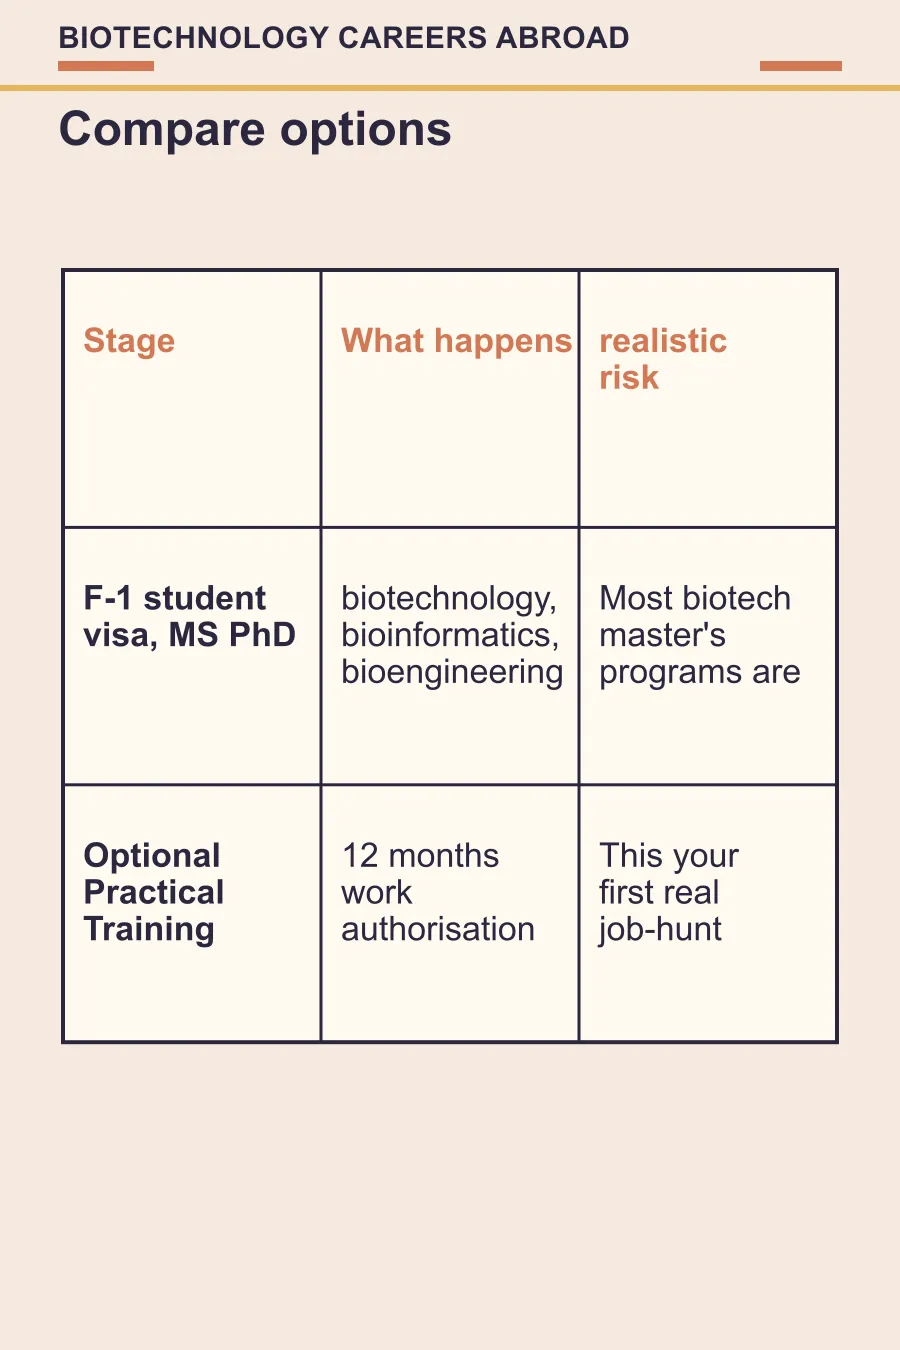 BIOTECHNOLOGY CAREERS ABROAD
Compare options
Stage
What happens
realistic
risk
F-1 student
visa, MS PhD
biotechnology,
bioinformatics,
bioengineering
Most biotech
master's
programs are
Optional
Practical
Training
12 months
work
authorisation
This your
first real
job-hunt